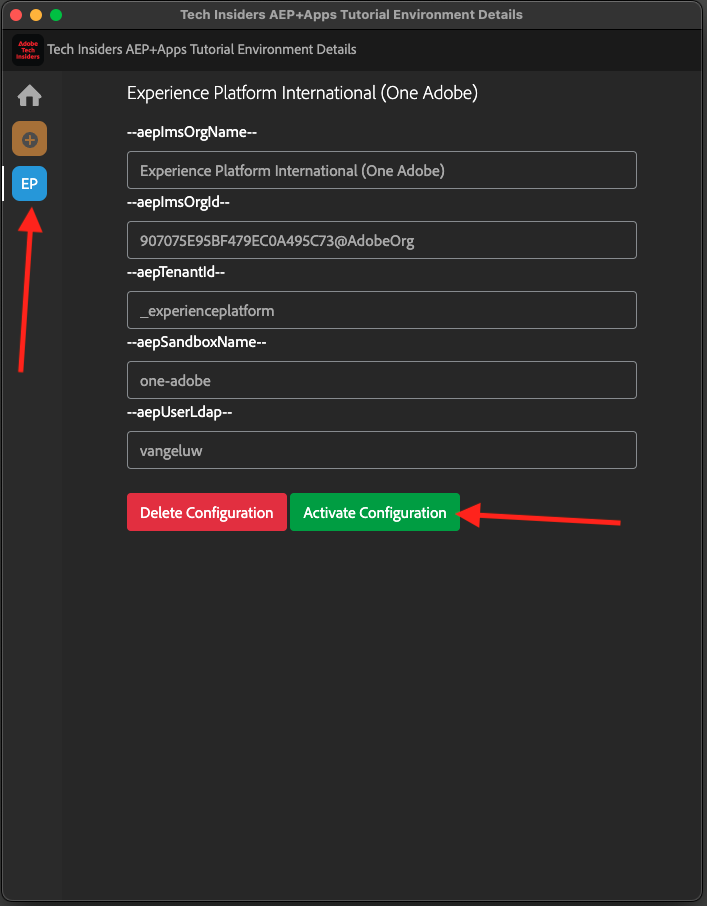 Tech Insiders AEP+Apps Tutorial Environment Details
Adobe
Tech
Insiders
Tech Insiders AEP+Apps Tutorial Environment Details
Experience Platform International (One Adobe)
--aepImsOrgName--
Experience Platform International (One Adobe)
EP
--aepImsOrgId--
907075E95BF479EC0A495C73@AdobeOrg
--aepTenantId--
_experienceplatform
--aepSandboxName--
one-adobe
--aepUserLdap--
vangeluw
Delete Configuration Activate Configuration